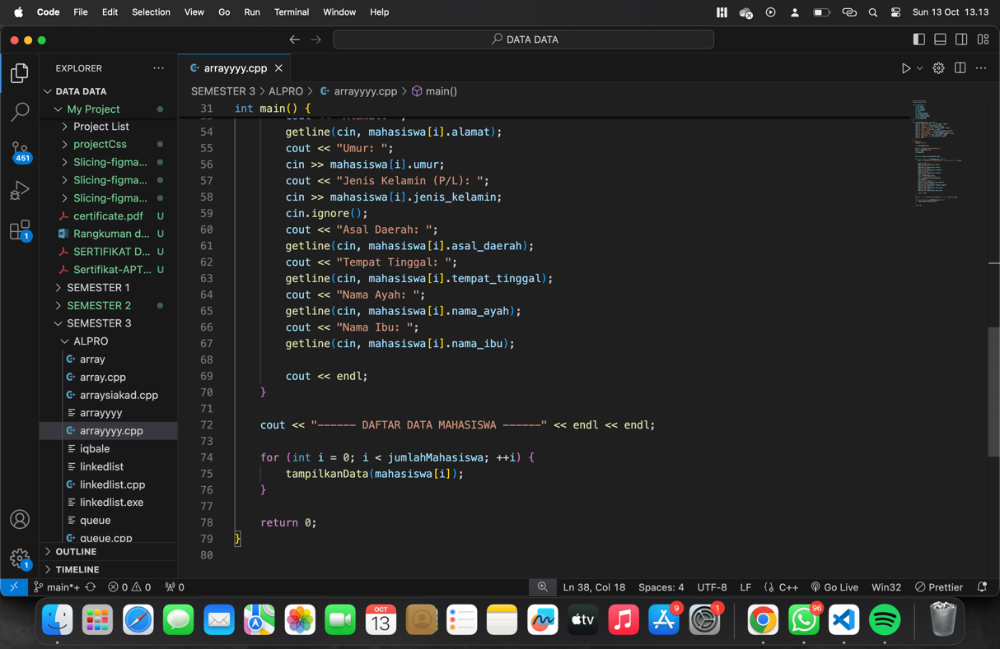 Code File Edit Selection View Go Run Terminal Window Help Sun 13 Oct 13.13
DATA DATA
EXPLORER
DATA DATA
My Project
Project List
projectCss
Slicing-figma...
Slicing-figma...
Slicing-figma...
certificate.pdf U
Rangkuman d... U
SERTIFIKAT D... U
Sertifikat-APT... U
SEMESTER 1
SEMESTER 2
SEMESTER 3
ALPRO
array
array.cpp
arraysiakad.cpp
arrayyyy
arrayyyy.cpp
iqbale
linkedlist
linkedlist.cpp
linkedlist.exe
queue
queue.cpp
OUTLINE
TIMELINE
451
1
1
arrayyyy.cpp
SEMESTER 3 > ALPRO > arrayyyy.cpp > main()
31 int main() {
54 getline(cin, mahasiswa[i].alamat);
55 cout << "Umur: ";
56 cin >> mahasiswa[i].umur;
57 cout << "Jenis Kelamin (P/L): ";
58 cin >> mahasiswa[i].jenis_kelamin;
59 cin.ignore();
60 cout << "Asal Daerah: ";
61 getline(cin, mahasiswa[i].asal_daerah);
62 cout << "Tempat Tinggal: ";
63 getline(cin, mahasiswa[i].tempat_tinggal);
64 cout << "Nama Ayah: ";
65 getline(cin, mahasiswa[i].nama_ayah);
66 cout << "Nama Ibu: ";
67 getline(cin, mahasiswa[i].nama_ibu);
68
69 cout << endl;
70 }
71
72 cout << "------ DAFTAR DATA MAHASISWA ------" << endl << endl;
73
74 for (int i = 0; i < jumlahMahasiswa; ++i) {
75 tampilkanData(mahasiswa[i]);
76 }
77
78 return 0;
79 }
80
main*+ 0 0 0 Ln 38, Col 18 Spaces: 4 UTF-8 LF {} C++ Go Live Win32 Prettier
OCT
13
tv
9
1
96